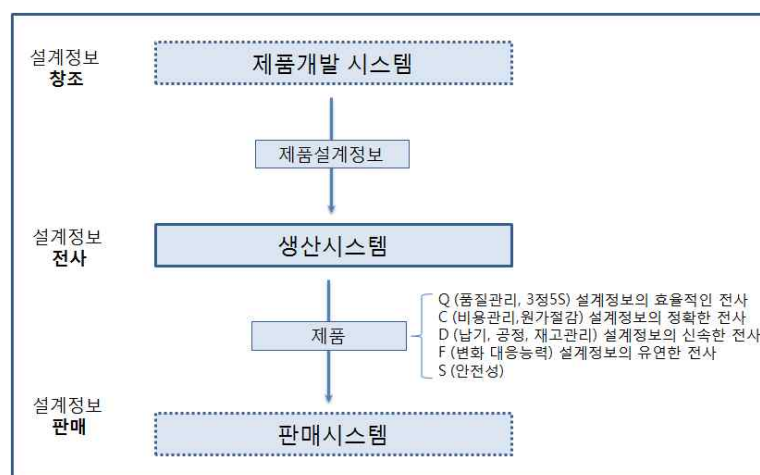 설계정보
창조
제품개발 시스템
제품설계정보
설계정보
전사
생산시스템
제품
Q (품질관리, 3정5S) 설계정보의 효율적인 전사
C (비용관리,원가절감) 설계정보의 정확한 전사
D (납기, 공정, 재고관리) 설계정보의 신속한 전사
F (변화 대응능력) 설계정보의 유연한 전사
S (안전성)
설계정보
판매
판매시스템